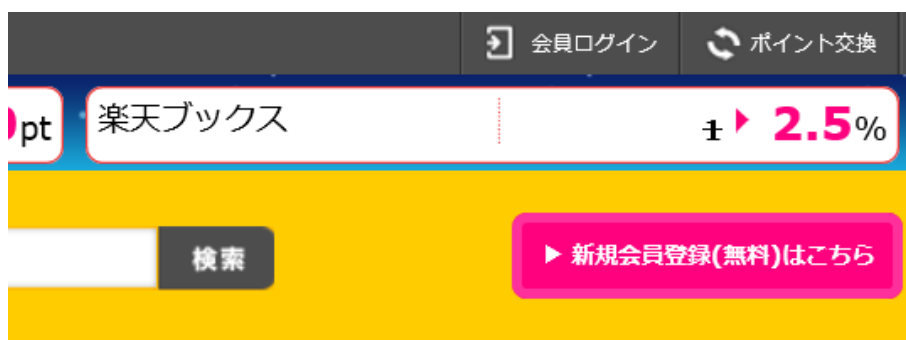 会員ログイン
ポイント交換
pt
楽天ブックス
1 ▶ 2.5%
検索
▶ 新規会員登録(無料)はこちら